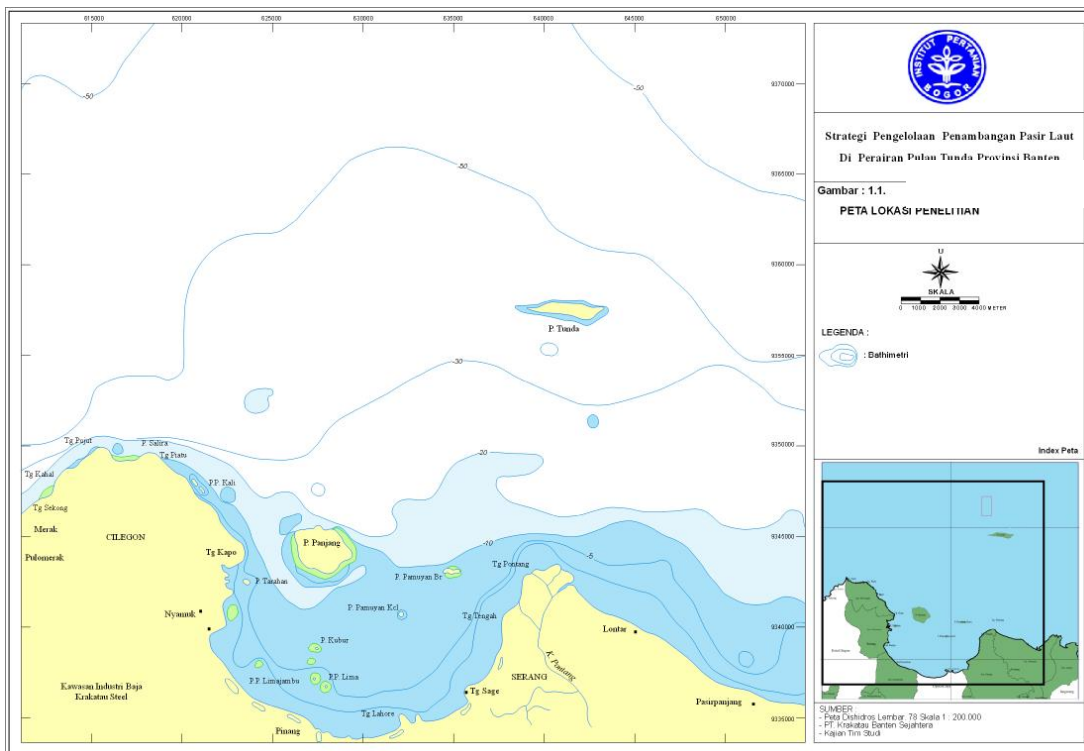 615000
620000
625000
630000
635000
640000
645000
650000
9370000
9365000
9360000
9355000
9350000
9345000
9340000
9335000
-50
-50
-50
-30
-20
-10
-5
P. Tunda
Tg Pujut
P. Salira
Tg Piatu
Tg Kahal
P.P. Kali
Tg Sekong
Merak
CILEGON
Pulomerak
Tg Kapo
P. Panjang
P. Tarahan
P. Pamuyan Br
Tg Pontang
P. Pamuyan Kcl
Tg Tengah
Nyamuk
Lontar
P. Kubur
K. Pontang
P.P. Limajambu
P.P. Lima
SERANG
Kawasan Industri Baja
Krakatau Steel
Tg Sage
Pasirpanjang
Tg Lahore
Pinang
INSTITUT PERTANIAN
BOGOR
Strategi Pengelolaan Penambangan Pasir Laut
Di Perairan Pulau Tunda Provinsi Banten
Gambar : 1.1.
PETA LOKASI PENELITIAN
U
SKALA
0 1000 2000 3000 4000 METER
LEGENDA :
: Bathimetri
Index Peta
SUMBER :
- Peta Dishidros Lembar. 78 Skala 1 : 200.000
- PT. Krakatau Banten Sejahtera
- Kajian Tim Studi